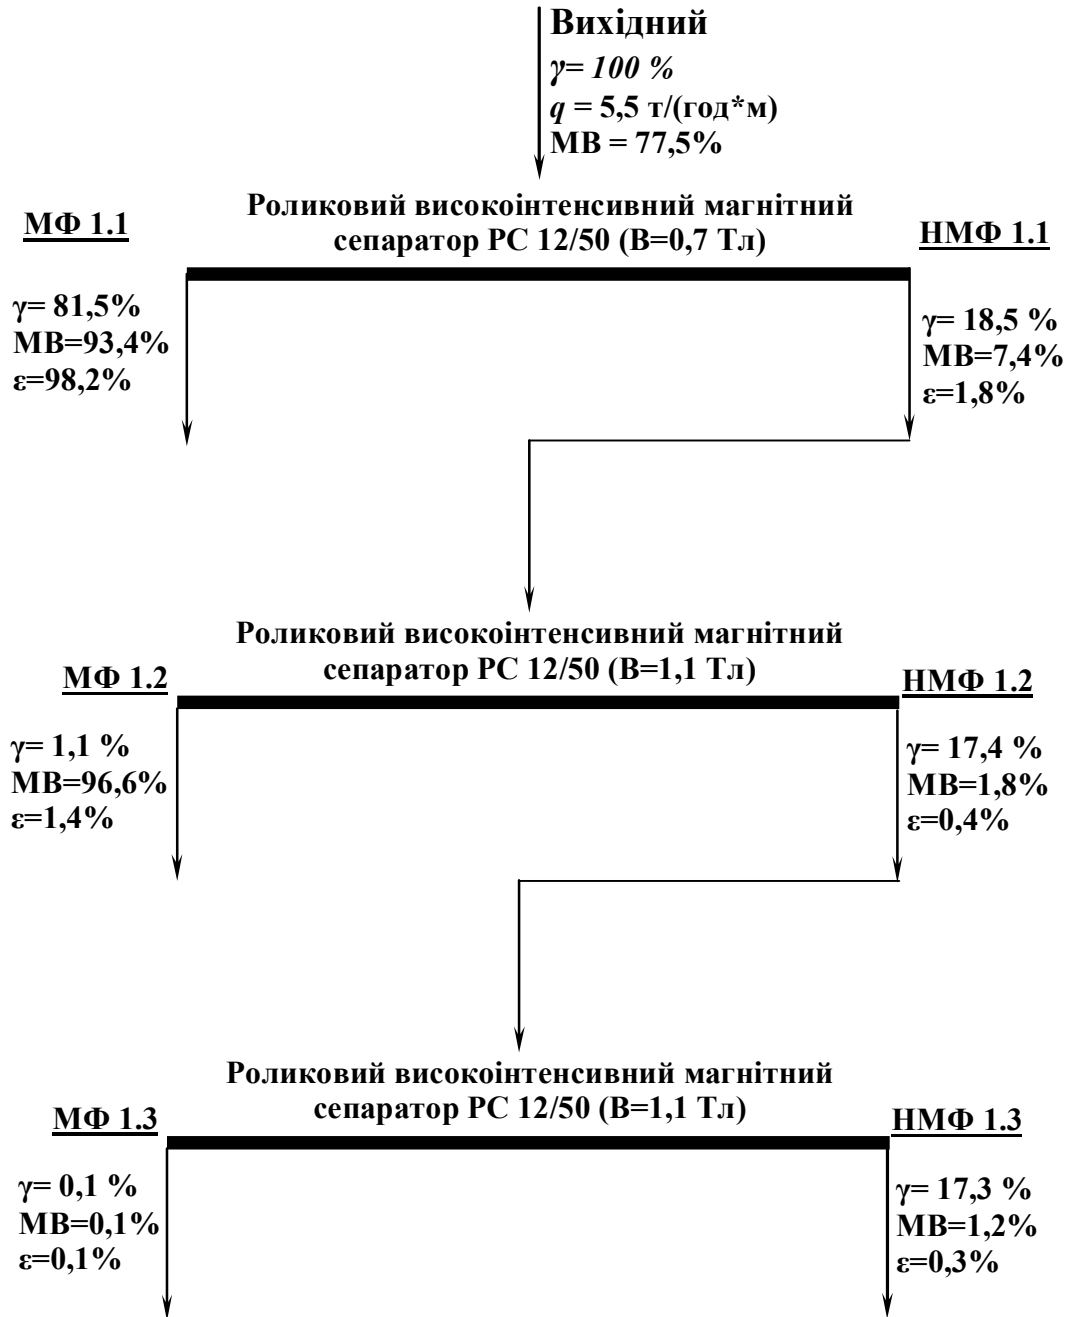 Вихідний
γ= 100 %
q = 5,5 т/(год*м)
МВ = 77,5%
Роликовий високоінтенсивний магнітний
сепаратор РС 12/50 (В=0,7 Тл)
МФ 1.1
НМФ 1.1
γ= 81,5%
МВ=93,4%
ε=98,2%
γ= 18,5 %
МВ=7,4%
ε=1,8%
Роликовий високоінтенсивний магнітний
сепаратор РС 12/50 (В=1,1 Тл)
МФ 1.2
НМФ 1.2
γ= 1,1 %
МВ=96,6%
ε=1,4%
γ= 17,4 %
МВ=1,8%
ε=0,4%
Роликовий високоінтенсивний магнітний
сепаратор РС 12/50 (В=1,1 Тл)
МФ 1.3
НМФ 1.3
γ= 0,1 %
МВ=0,1%
ε=0,1%
γ= 17,3 %
МВ=1,2%
ε=0,3%